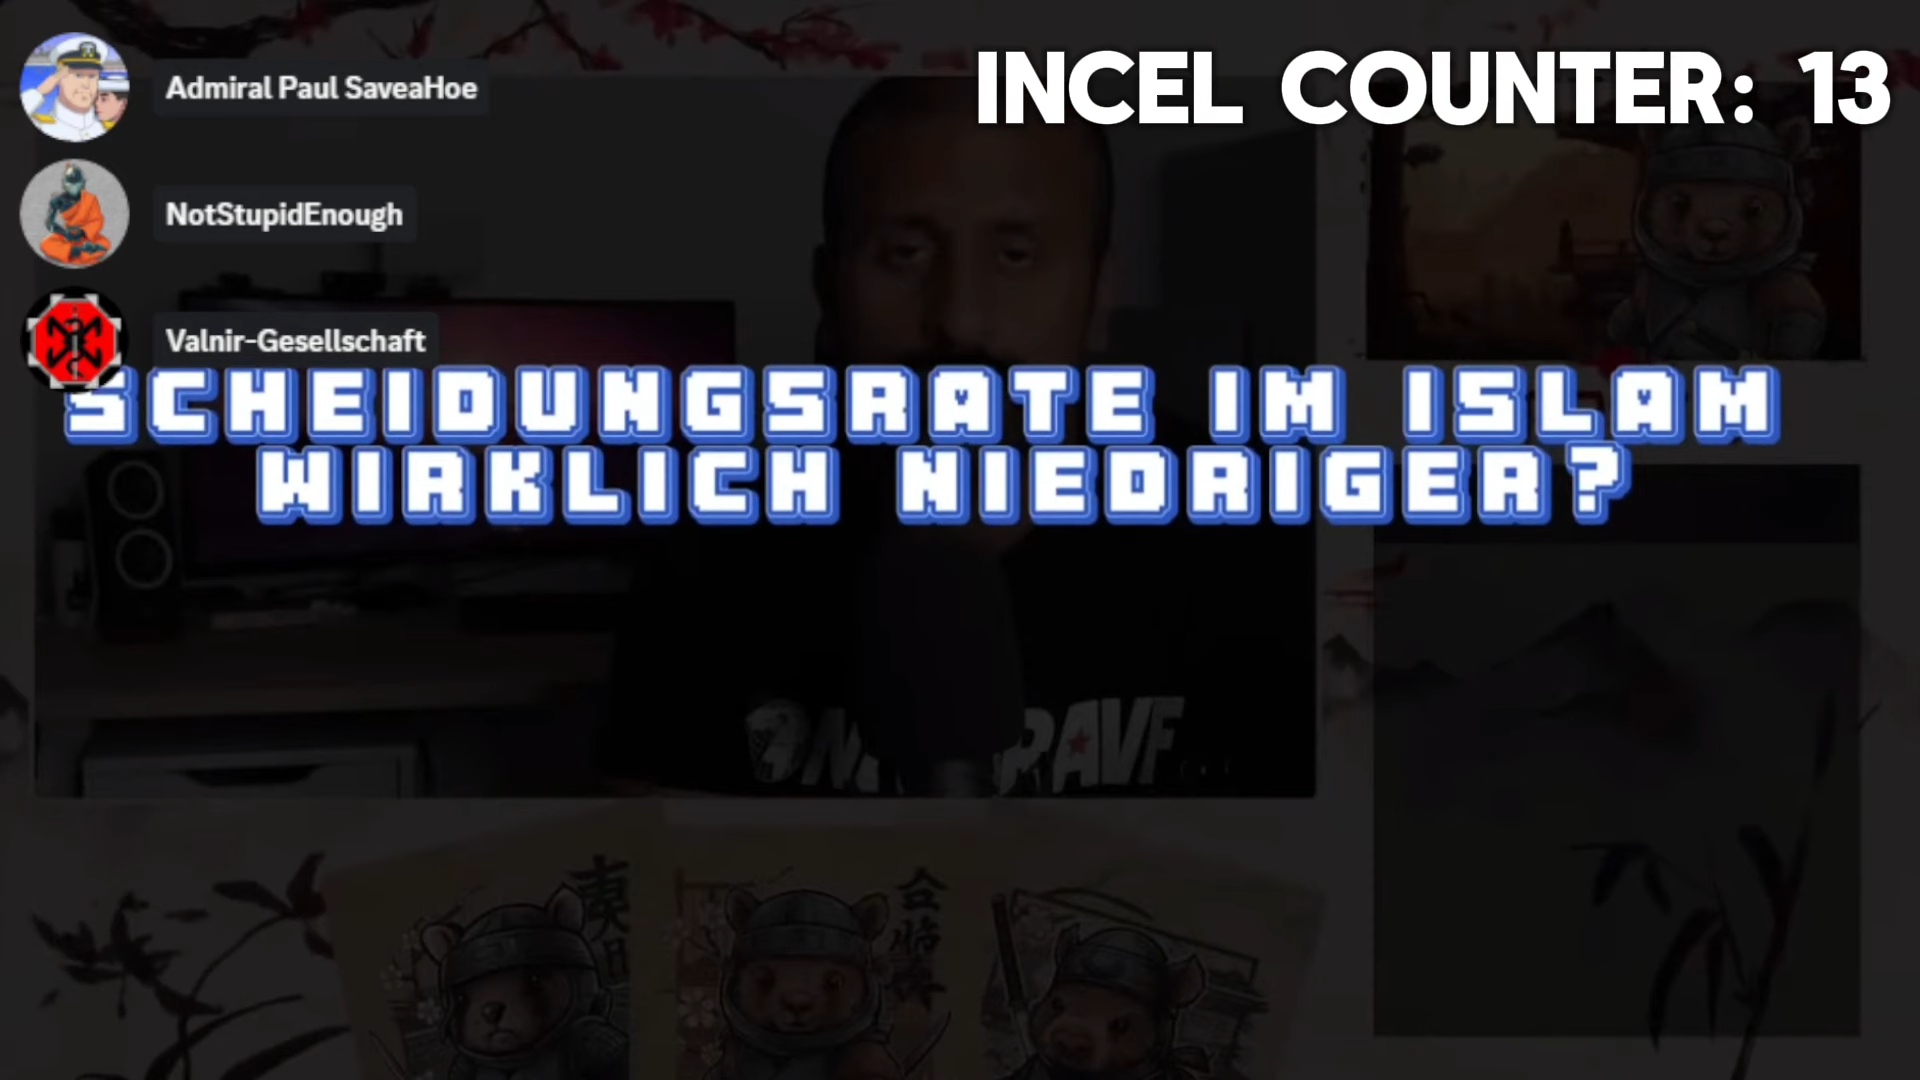 Admiral Paul SaveaHoe
INCEL COUNTER: 13
NotStupidEnough
Valnir-Gesellschaft
SCHEIDUNGSRATE IM ISLAM
WIRKLICH NIEDRIGER?